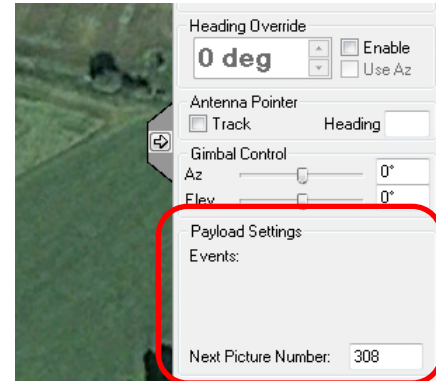 Heading Override
0 deg Enable
Use Az
Antenna Pointer
Track Heading
Gimbal Control
Az 0°
Elev 0°
Payload Settings
Events:
Next Picture Number: 308